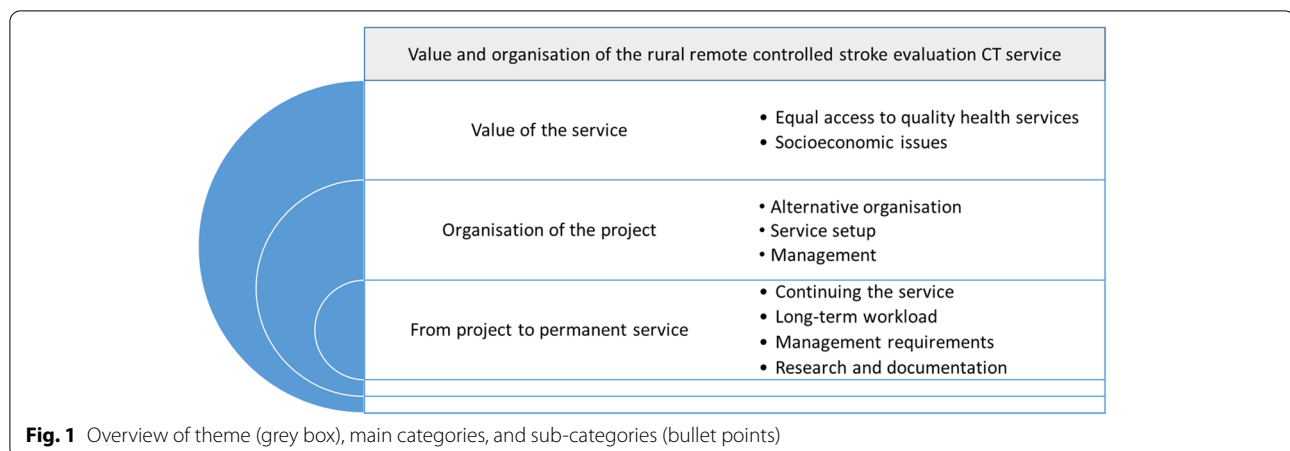 Value and organisation of the rural remote controlled stroke evaluation CT service
Value of the service
• Equal access to quality health services
• Socioeconomic issues
Organisation of the project
• Alternative organisation
• Service setup
• Management
From project to permanent service
• Continuing the service
• Long-term workload
• Management requirements
• Research and documentation
Fig. 1 Overview of theme (grey box), main categories, and sub-categories (bullet points)